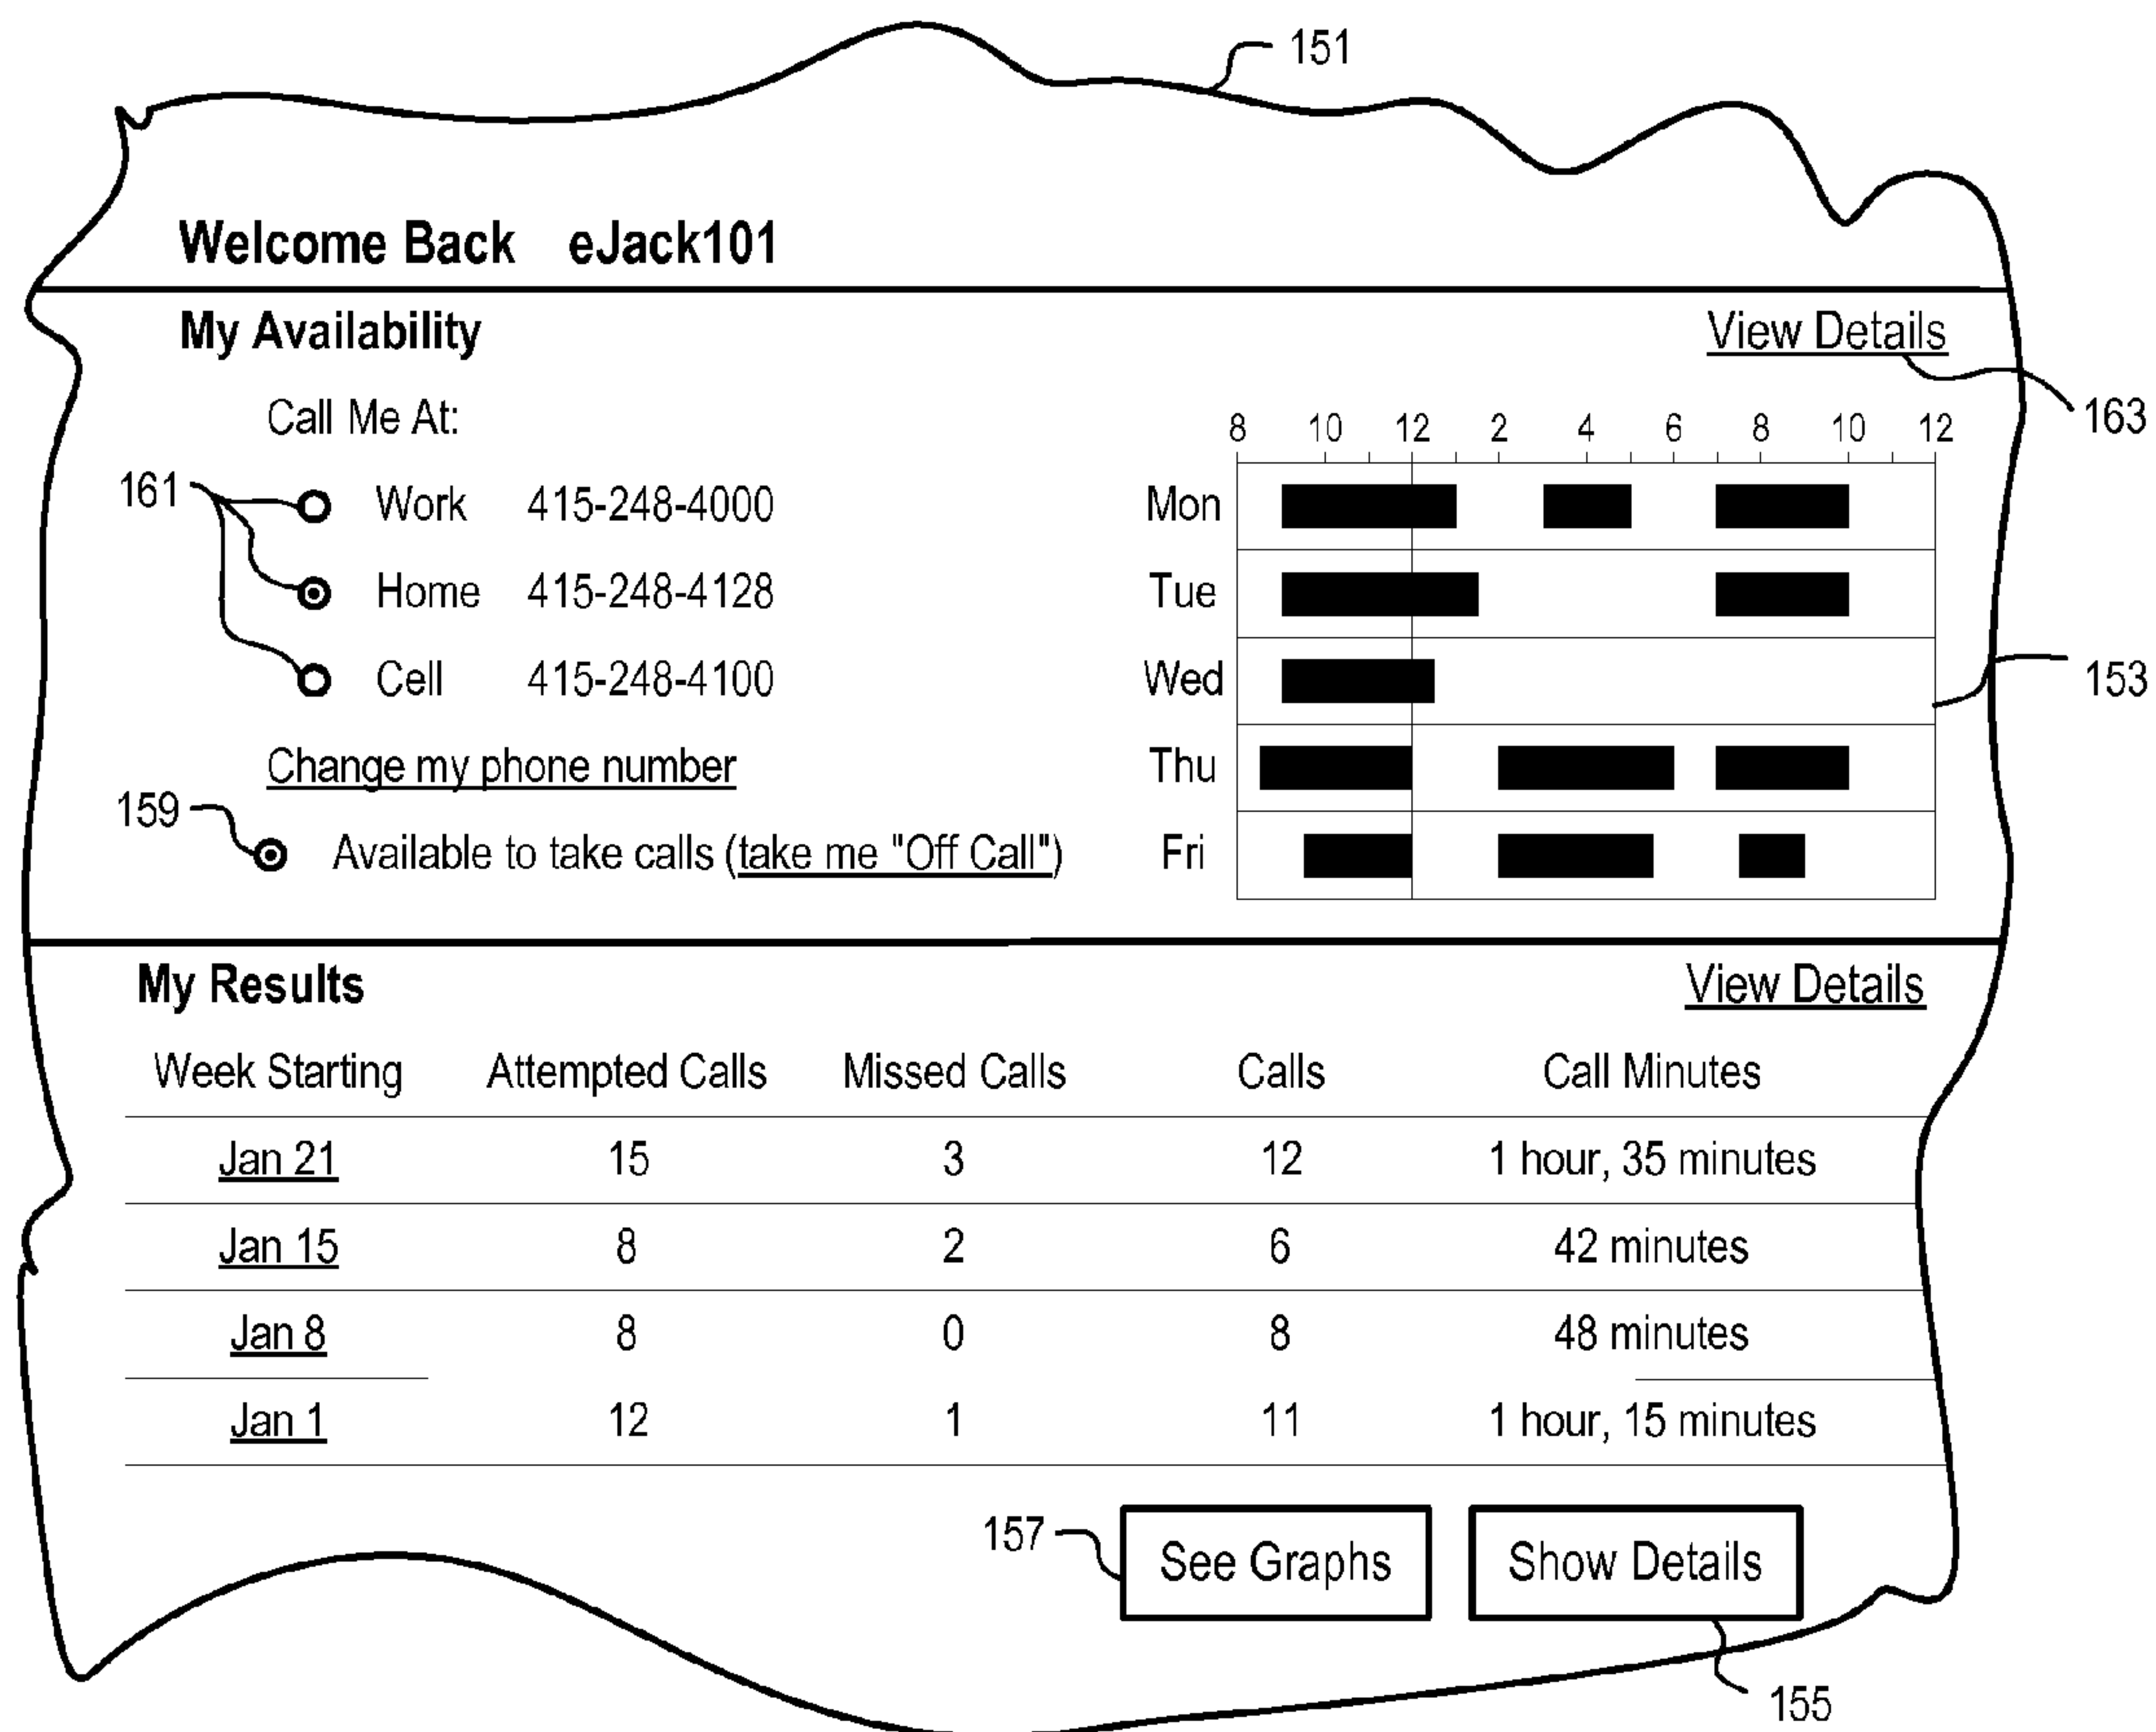 151
Welcome Back eJack101
My Availability View Details
163
Call Me At:
8 10 12 2 4 6 8 10 12
161
Work 415-248-4000 Mon
Home 415-248-4128 Tue
Cell 415-248-4100 Wed
153
Change my phone number Thu
159
Available to take calls (take me "Off Call") Fri
My Results View Details
Week Starting Attempted Calls Missed Calls Calls Call Minutes
Jan 21 15 3 12 1 hour, 35 minutes
Jan 15 8 2 6 42 minutes
Jan 8 8 0 8 48 minutes
Jan 1 12 1 11 1 hour, 15 minutes
157
See Graphs Show Details
155